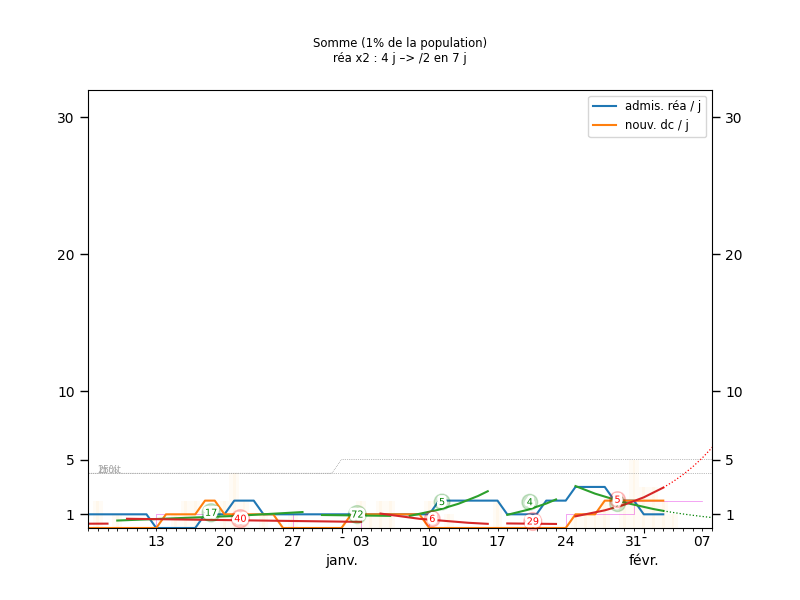 Somme (1% de la population)
réa x2 : 4 j –> /2 en 7 j
admis. réa / j
nouv. dc / j
30 30
20 20
10 10
5 5
1 1
17 40 72 5 6 4 29 5
13 20 27 03 10 17 24 31 07
janv. févr.